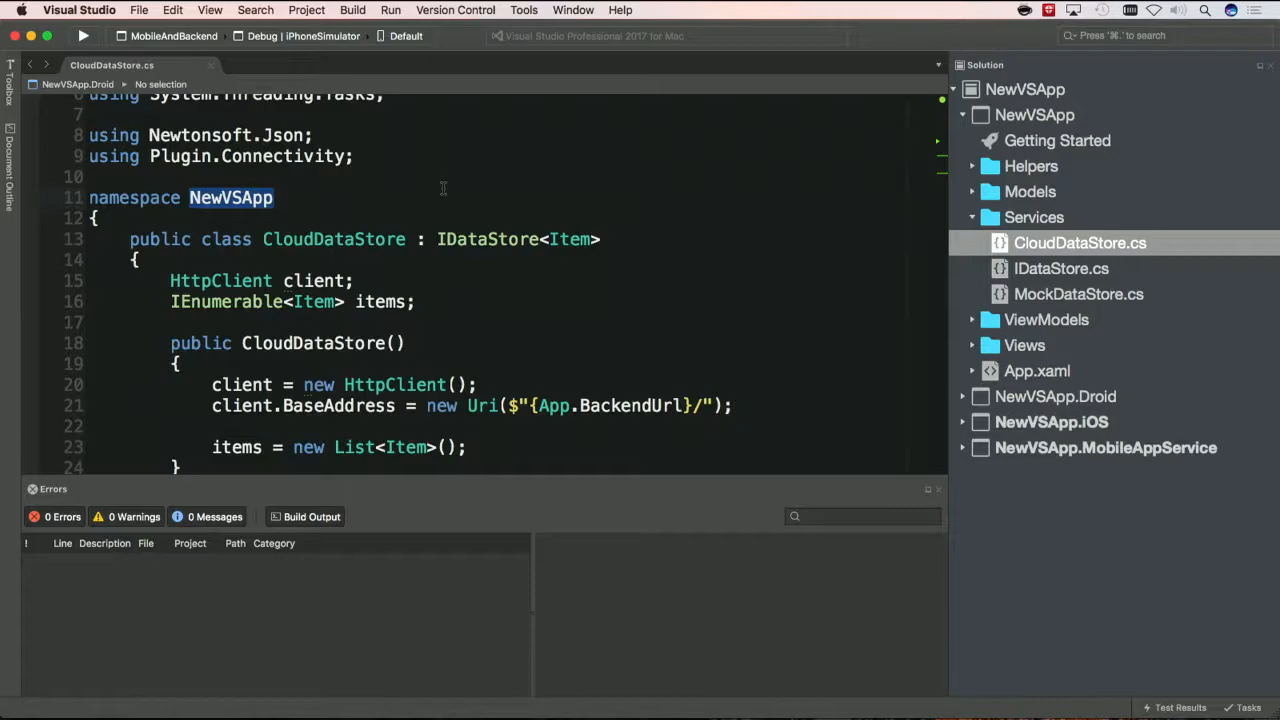 Visual Studio File Edit View Search Project Build Run Version Control Tools Window Help
MobileAndBackend > Debug | iPhoneSimulator > Default
Visual Studio Professional 2017 for Mac
Press '⌘.' to search
Toolbox
Document Outline
CloudDataStore.cs
NewVSApp.Droid > No selection
6 using System.Threading.Tasks;
7
8 using Newtonsoft.Json;
9 using Plugin.Connectivity;
10
11 namespace NewVSApp
12 {
13 public class CloudDataStore : IDataStore<Item>
14 {
15 HttpClient client;
16 IEnumerable<Item> items;
17
18 public CloudDataStore()
19 {
20 client = new HttpClient();
21 client.BaseAddress = new Uri($"{App.BackendUrl}/");
22
23 items = new List<Item>();
24 }
Solution
NewVSApp
NewVSApp
Getting Started
Helpers
Models
Services
CloudDataStore.cs
IDataStore.cs
MockDataStore.cs
ViewModels
Views
App.xaml
NewVSApp.Droid
NewVSApp.iOS
NewVSApp.MobileAppService
Errors
0 Errors 0 Warnings 0 Messages Build Output
! Line Description File Project Path Category
Test Results Tasks